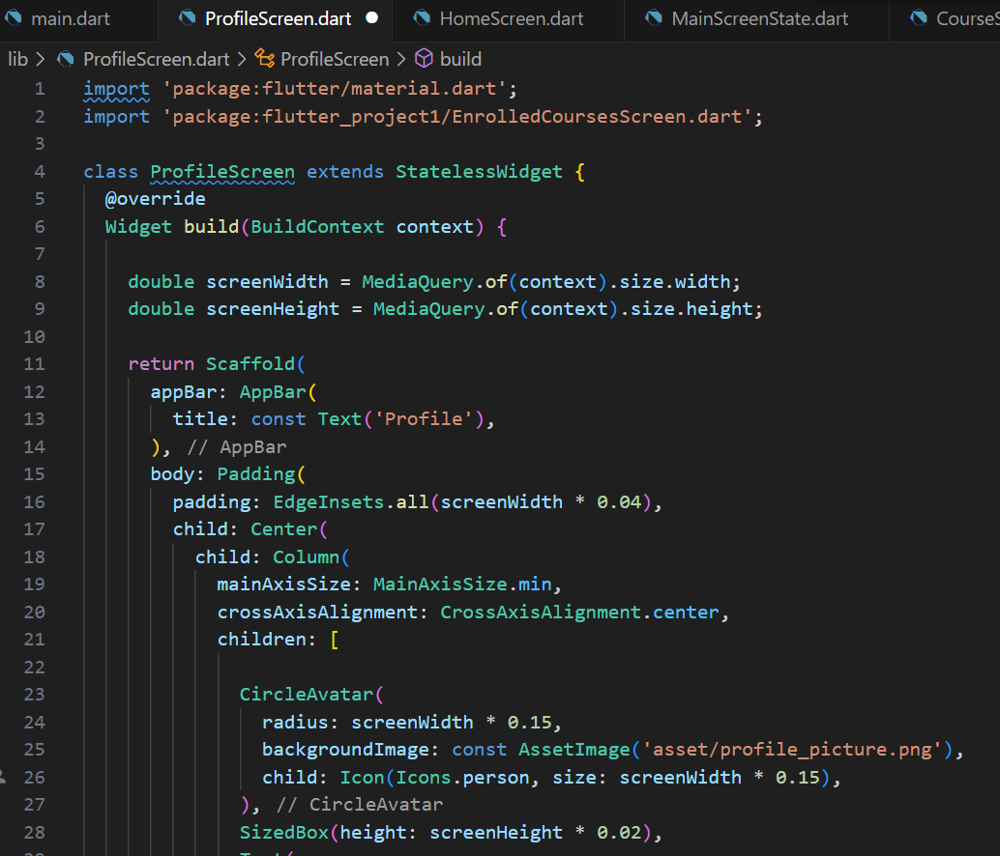 main.dart ProfileScreen.dart HomeScreen.dart MainScreenState.dart CourseS
lib > ProfileScreen.dart > ProfileScreen > build
1 import 'package:flutter/material.dart';
2 import 'package:flutter_project1/EnrolledCoursesScreen.dart';
3
4 class ProfileScreen extends StatelessWidget {
5 @override
6 Widget build(BuildContext context) {
7
8 double screenWidth = MediaQuery.of(context).size.width;
9 double screenHeight = MediaQuery.of(context).size.height;
10
11 return Scaffold(
12 appBar: AppBar(
13 title: const Text('Profile'),
14 ), // AppBar
15 body: Padding(
16 padding: EdgeInsets.all(screenWidth * 0.04),
17 child: Center(
18 child: Column(
19 mainAxisSize: MainAxisSize.min,
20 crossAxisAlignment: CrossAxisAlignment.center,
21 children: [
22
23 CircleAvatar(
24 radius: screenWidth * 0.15,
25 backgroundImage: const AssetImage('asset/profile_picture.png'),
26 child: Icon(Icons.person, size: screenWidth * 0.15),
27 ), // CircleAvatar
28 SizedBox(height: screenHeight * 0.02),